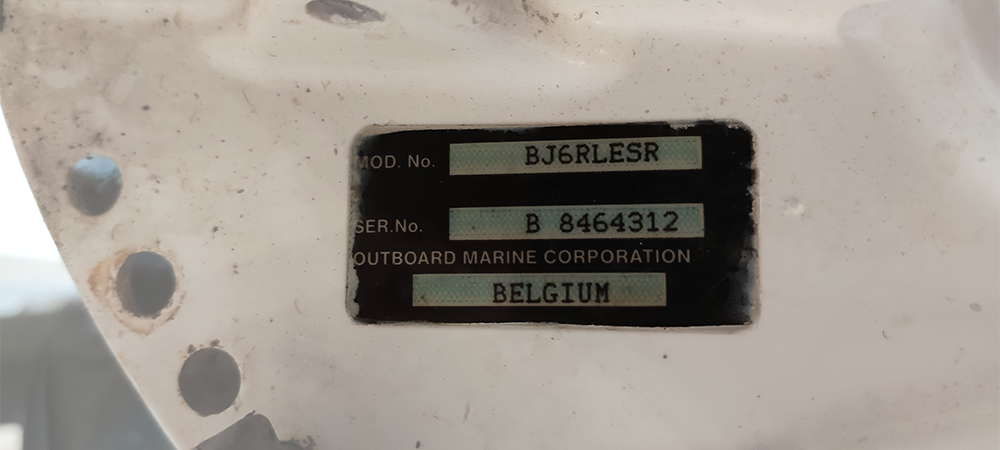 MOD. No. BJ6RLESR
SER.No. B 8464312
OUTBOARD MARINE CORPORATION
BELGIUM